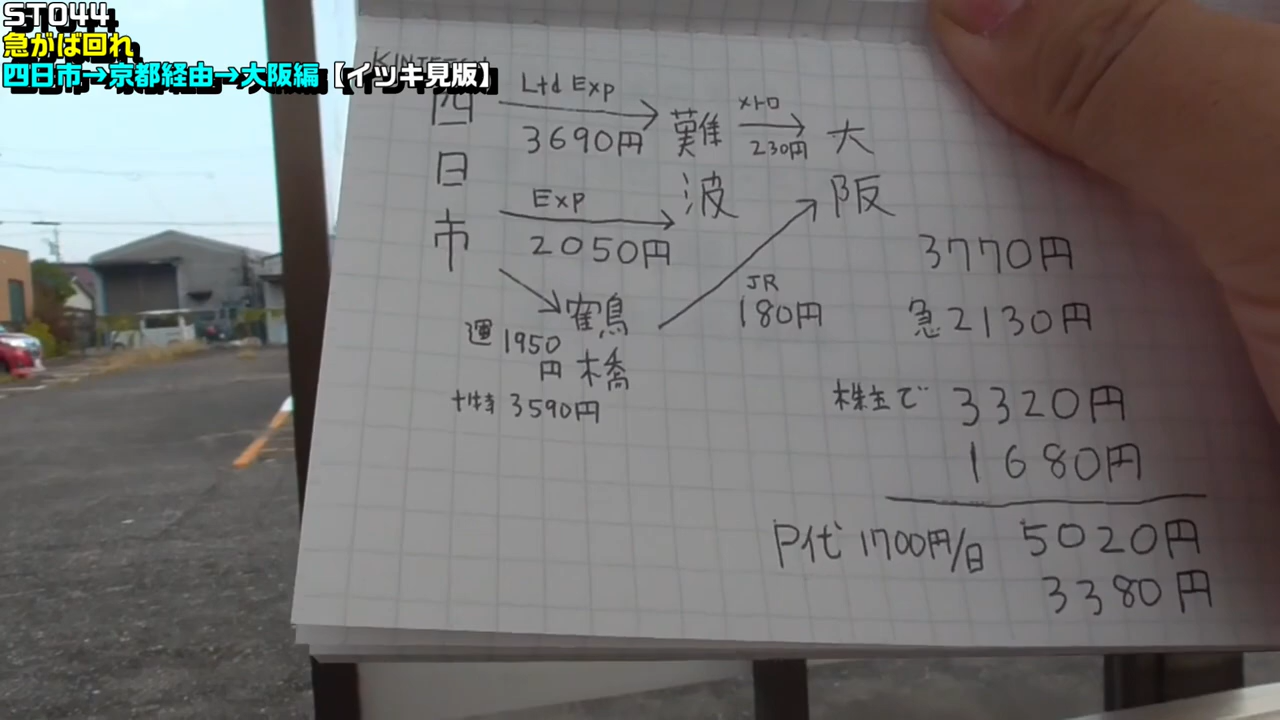 ST044
急がば回れ
四日市→京都経由→大阪編【イツキ見版】
四日市
Ltd Exp
3690円
難波
メトロ
230円
大阪
Exp
2050円
3770円
JR
180円
急2130円
鶴橋
運1950円
特3590円
株主で 3320円
1680円
P代 1700円/日 5020円
3380円